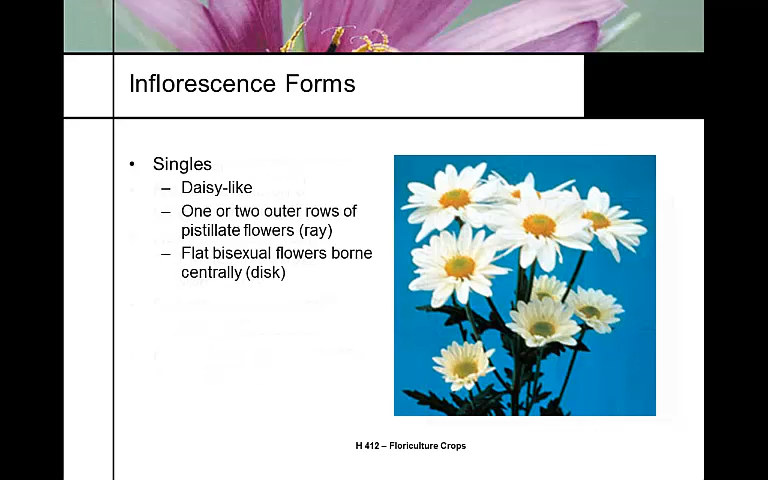 Inflorescence Forms
• Singles
– Daisy-like
– One or two outer rows of
pistillate flowers (ray)
– Flat bisexual flowers borne
centrally (disk)
H 412 – Floriculture Crops